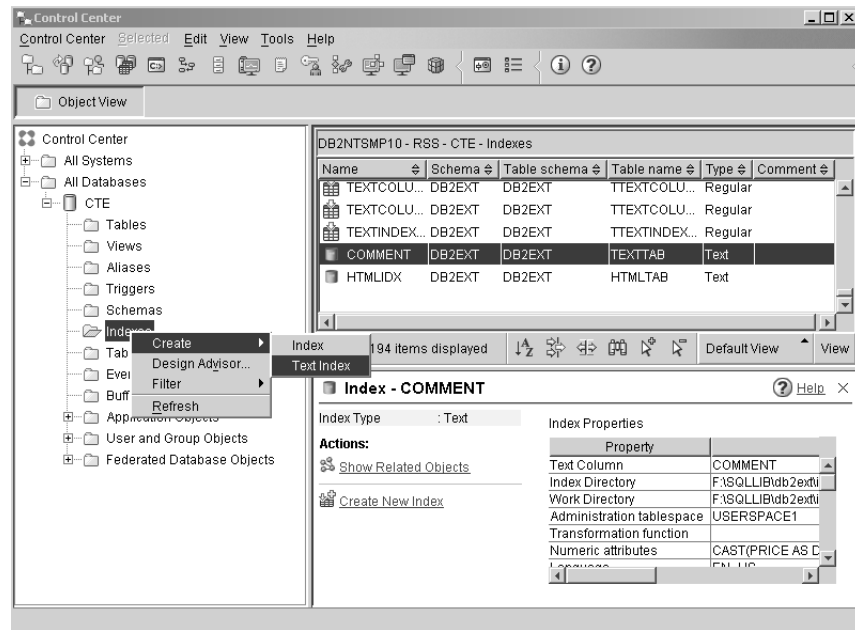 Control Center
Control Center Selected Edit View Tools Help
Object View
Control Center
All Systems
All Databases
CTE
Tables
Views
Aliases
Triggers
Schemas
Indexes
Tab
Ever
Buff
Application Objects
User and Group Objects
Federated Database Objects
Create
Design Advisor...
Filter
Refresh
Index
Text Index
DB2NTSMP10 - RSS - CTE - Indexes
Name Schema Table schema Table name Type Comment
TEXTCOLU... DB2EXT DB2EXT TTEXTCOLU... Regular
TEXTCOLU... DB2EXT DB2EXT TTEXTCOLU... Regular
TEXTINDEX... DB2EXT DB2EXT TTEXTINDEX... Regular
COMMENT DB2EXT DB2EXT TEXTTAB Text
HTMLIDX DB2EXT DB2EXT HTMLTAB Text
194 items displayed Default View View
Index - COMMENT Help
Index Type : Text
Actions:
Show Related Objects
Create New Index
Index Properties
Property
Text Column COMMENT
Index Directory F:\SQLLIB\db2ext\i
Work Directory F:\SQLLIB\db2ext\i
Administration tablespace USERSPACE1
Transformation function
Numeric attributes CAST(PRICE AS D
Language EN_US